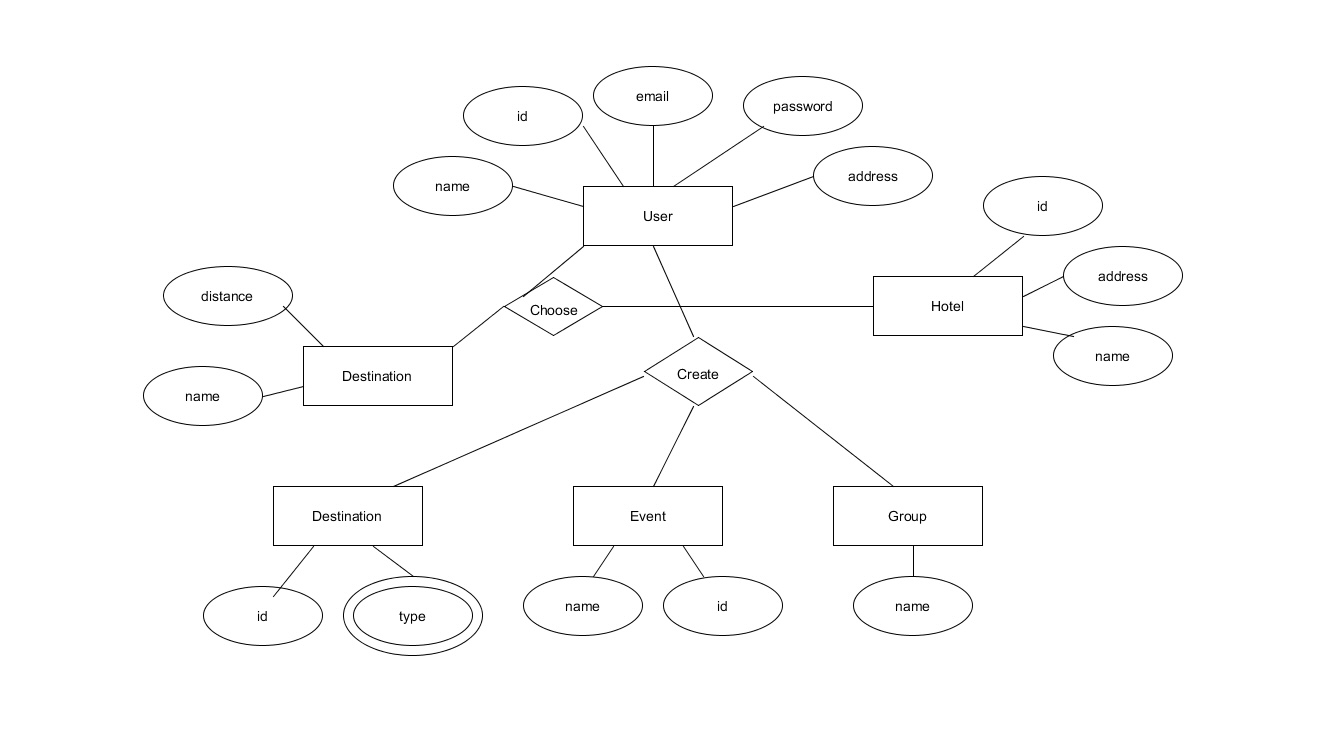 email
id
password
address
name
User
id
address
distance
Choose
Hotel
name
Destination
Create
name
Destination
Event
Group
id
type
name
id
name